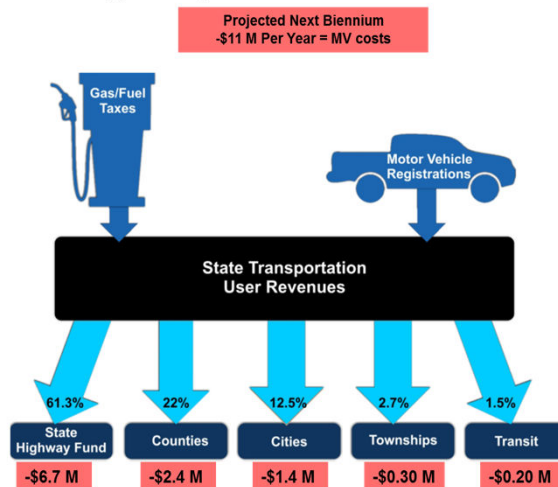 Projected Next Biennium
-$11 M Per Year = MV costs
Gas/Fuel
Taxes
Motor Vehicle
Registrations
State Transportation
User Revenues
61.3%
22%
12.5%
2.7%
1.5%
State
Highway Fund
Counties
Cities
Townships
Transit
-$6.7 M
-$2.4 M
-$1.4 M
-$0.30 M
-$0.20 M